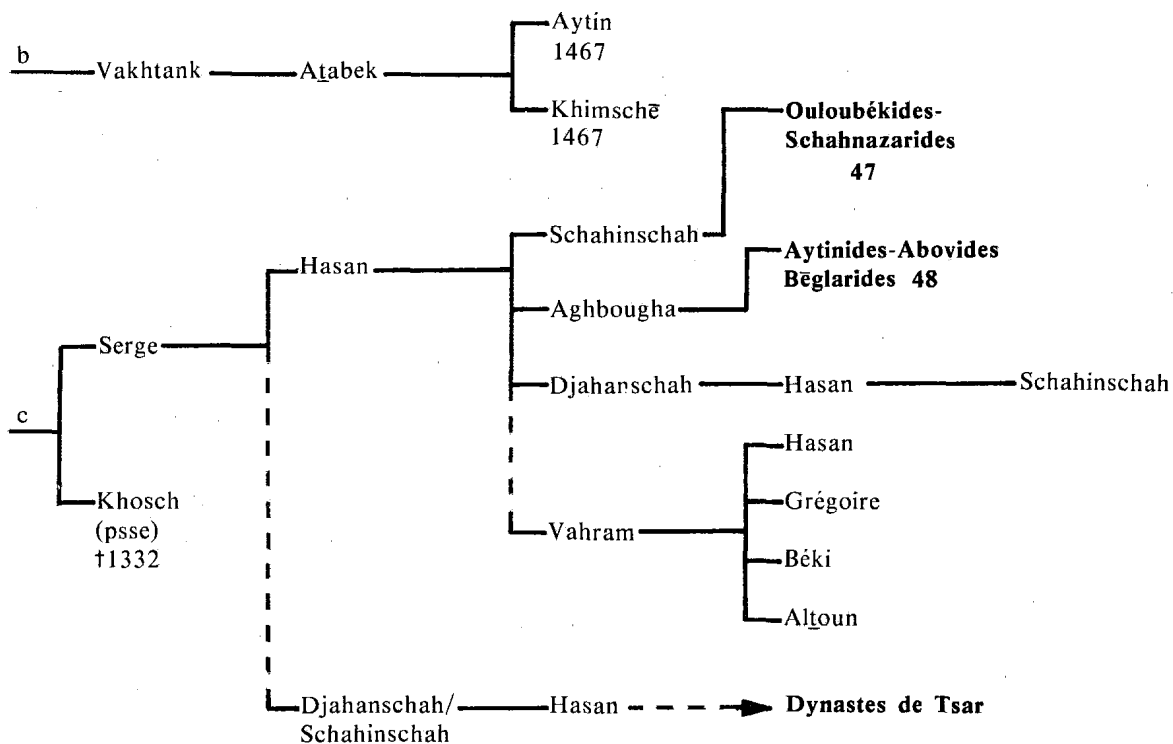 Aytin
b
Vakhtank
Atabek
1467
Khimschē
1467
Ouloubékides-
Schahnazarides
47
Schahinschah
Aytinides-Abovides
Bēglarides 48
Hasan
Aghbougha
Serge
Djahanschah
Hasan
Schahinschah
c
Hasan
Khosch
(psse)
†1332
Grégoire
Vahram
Béki
Altoun
Djahanschah/
Schahinschah
Hasan
Dynastes de Tsar